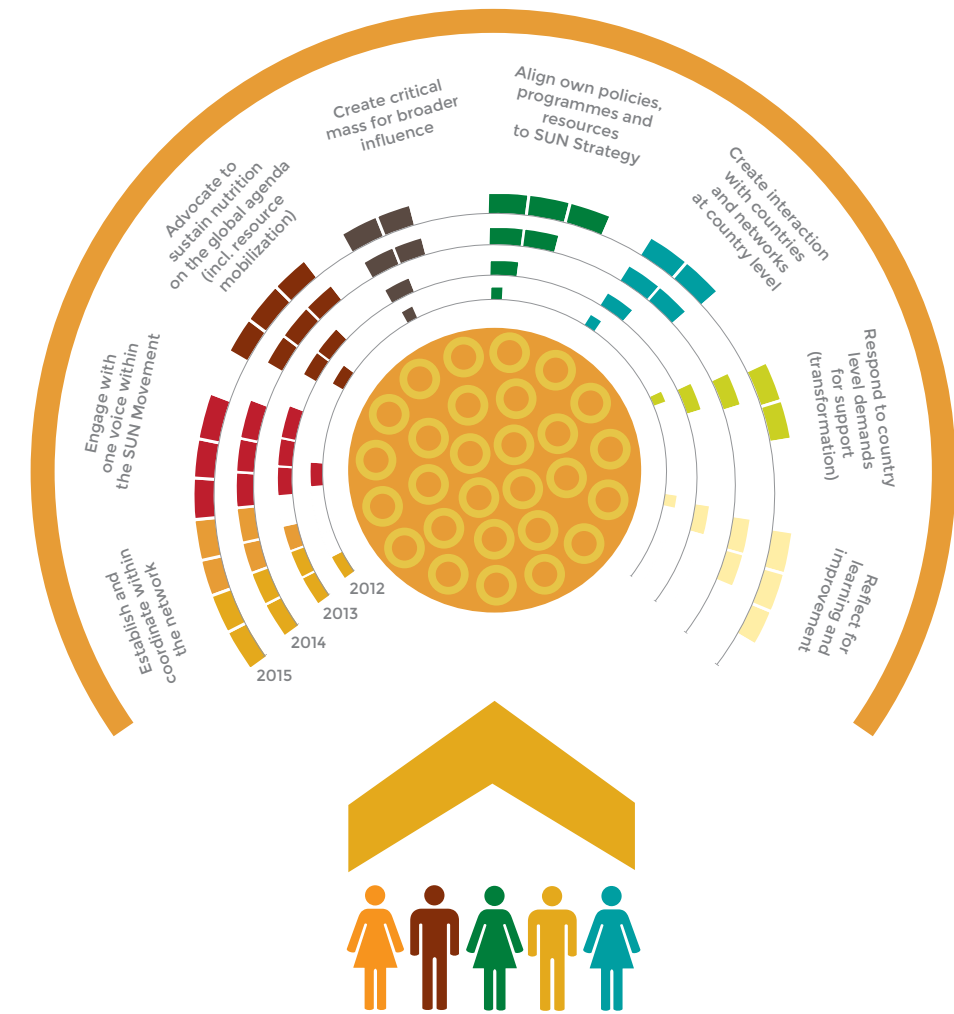 Establish and
coordinate within
the network
Engage with
one voice within
the SUN Movement
Advocate to
sustain nutrition
on the global agenda
(incl. resource
mobilization)
Create critical
mass for broader
influence
Align own policies,
programmes and
resources
to SUN Strategy
Create interaction
with countries
and networks
at country level
Respond to country
level demands
for support
(transformation)
Reflect for
learning and
improvement
2012
2013
2014
2015